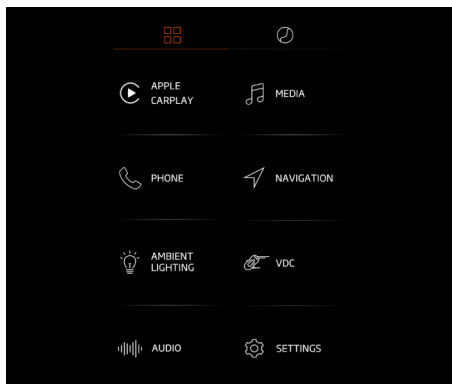 APPLE
CARPLAY
MEDIA
PHONE
NAVIGATION
AMBIENT
LIGHTING
VDC
AUDIO
SETTINGS